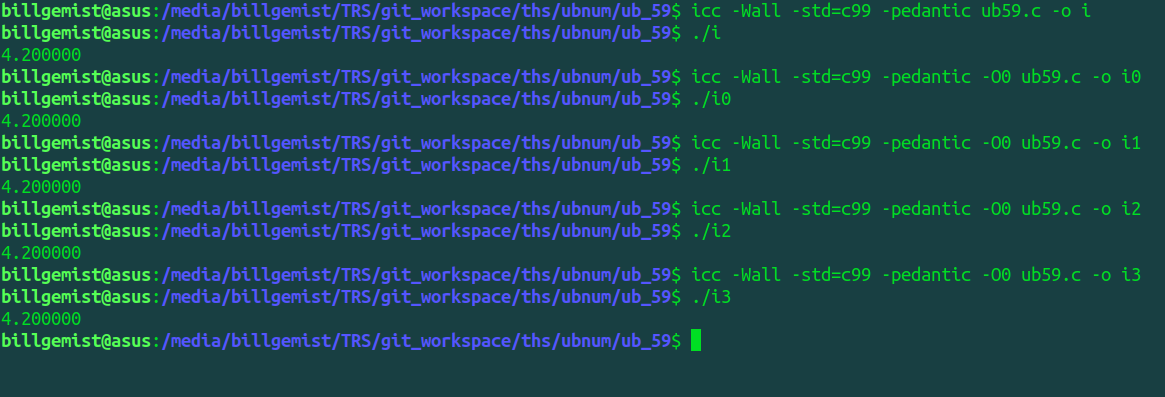 billgemist@asus:/media/billgemist/TRS/git_workspace/ths/ubnum/ub_59$ icc -Wall -std=c99 -pedantic ub59.c -o i
billgemist@asus:/media/billgemist/TRS/git_workspace/ths/ubnum/ub_59$ ./i
4.200000
billgemist@asus:/media/billgemist/TRS/git_workspace/ths/ubnum/ub_59$ icc -Wall -std=c99 -pedantic -O0 ub59.c -o i0
billgemist@asus:/media/billgemist/TRS/git_workspace/ths/ubnum/ub_59$ ./i0
4.200000
billgemist@asus:/media/billgemist/TRS/git_workspace/ths/ubnum/ub_59$ icc -Wall -std=c99 -pedantic -O0 ub59.c -o i1
billgemist@asus:/media/billgemist/TRS/git_workspace/ths/ubnum/ub_59$ ./i1
4.200000
billgemist@asus:/media/billgemist/TRS/git_workspace/ths/ubnum/ub_59$ icc -Wall -std=c99 -pedantic -O0 ub59.c -o i2
billgemist@asus:/media/billgemist/TRS/git_workspace/ths/ubnum/ub_59$ ./i2
4.200000
billgemist@asus:/media/billgemist/TRS/git_workspace/ths/ubnum/ub_59$ icc -Wall -std=c99 -pedantic -O0 ub59.c -o i3
billgemist@asus:/media/billgemist/TRS/git_workspace/ths/ubnum/ub_59$ ./i3
4.200000
billgemist@asus:/media/billgemist/TRS/git_workspace/ths/ubnum/ub_59$